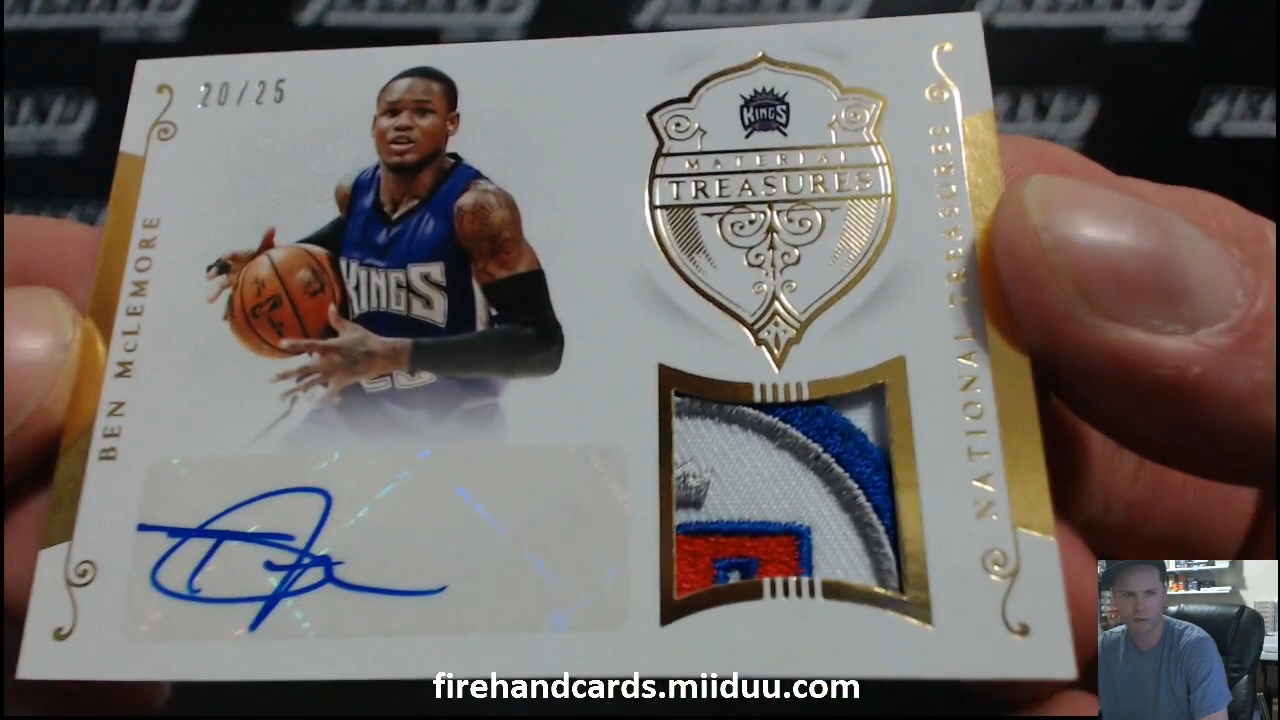 20/25
BEN McLEMORE
KINGS
KINGS
MATERIAL
TREASURES
NATIONAL TREASURES
firehandcards.miiduu.com